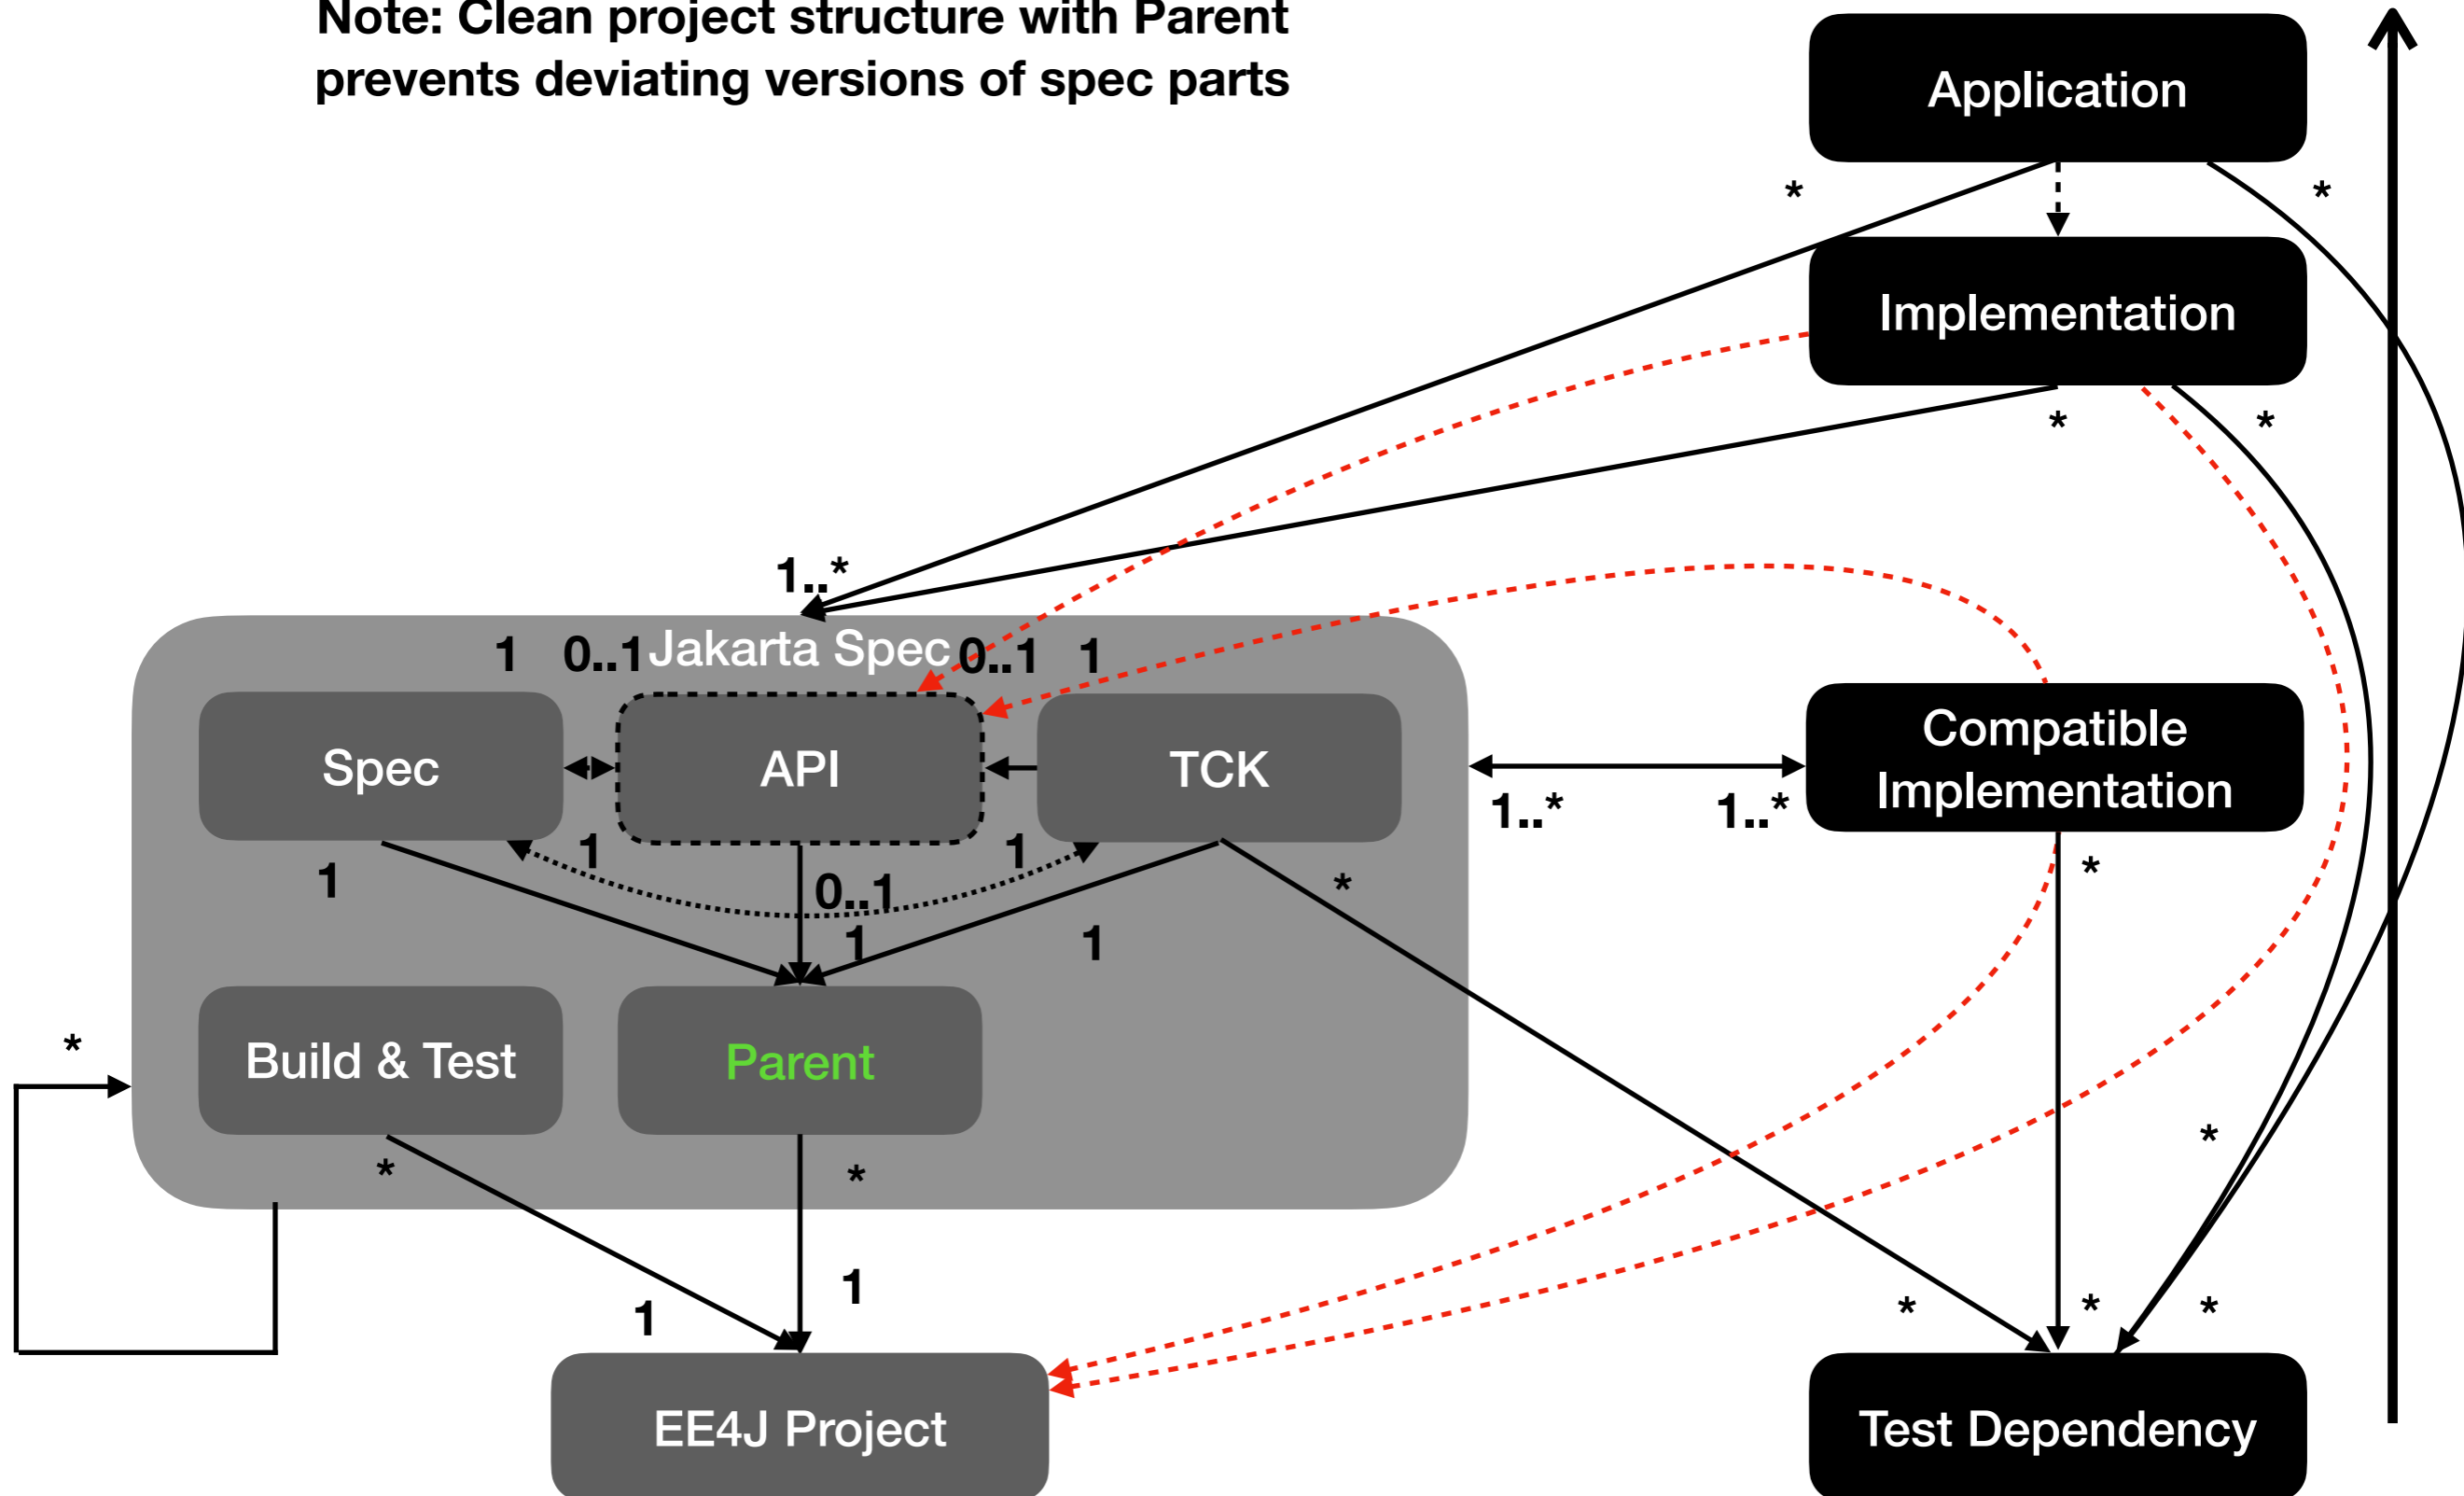 Note: Clean project structure with Parent
prevents deviating versions of spec parts
Application
*
*
Implementation
*
*
1..*
1
0..1
Jakarta Spec
0..1
1
Spec
API
TCK
Compatible
Implementation
1..*
1..*
1
1
1
0..1
*
*
1
1
*
Build & Test
Parent
*
*
*
1
1
*
*
*
EE4J Project
Test Dependency